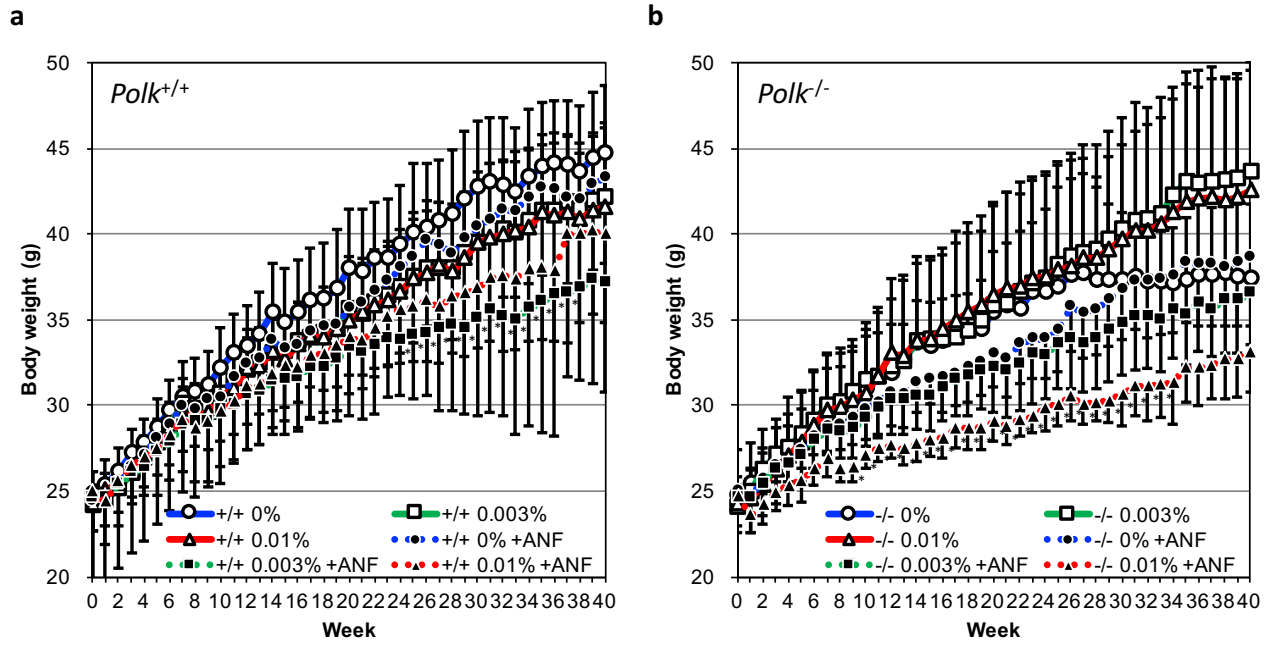 a
Polk+/+
Body weight (g)
50
45
40
35
30
25
20
+/+ 0%
+/+ 0.003%
+/+ 0.01%
+/+ 0% +ANF
+/+ 0.003% +ANF
+/+ 0.01% +ANF
0 2 4 6 8 10 12 14 16 18 20 22 24 26 28 30 32 34 36 38 40
Week
b
Polk-/-
Body weight (g)
50
45
40
35
30
25
20
-/- 0%
-/- 0.003%
-/- 0.01%
-/- 0% +ANF
-/- 0.003% +ANF
-/- 0.01% +ANF
0 2 4 6 8 10 12 14 16 18 20 22 24 26 28 30 32 34 36 38 40
Week